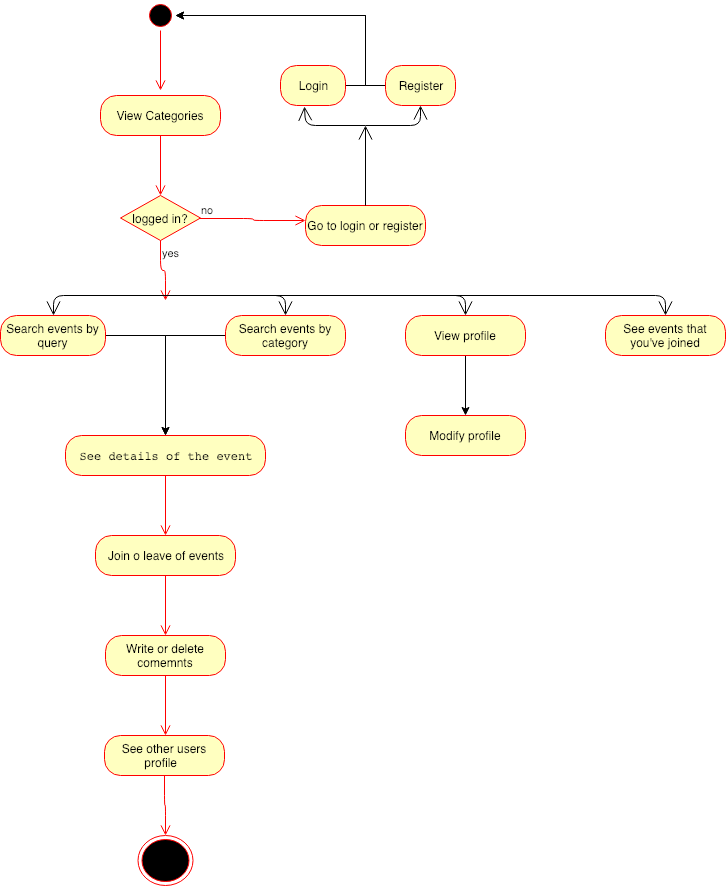 Login
Register
View Categories
logged in?
no
Go to login or register
yes
Search events by
query
Search events by
category
View profile
See events that
you've joined
Modify profile
See details of the event
Join o leave of events
Write or delete
comemnts
See other users
profile